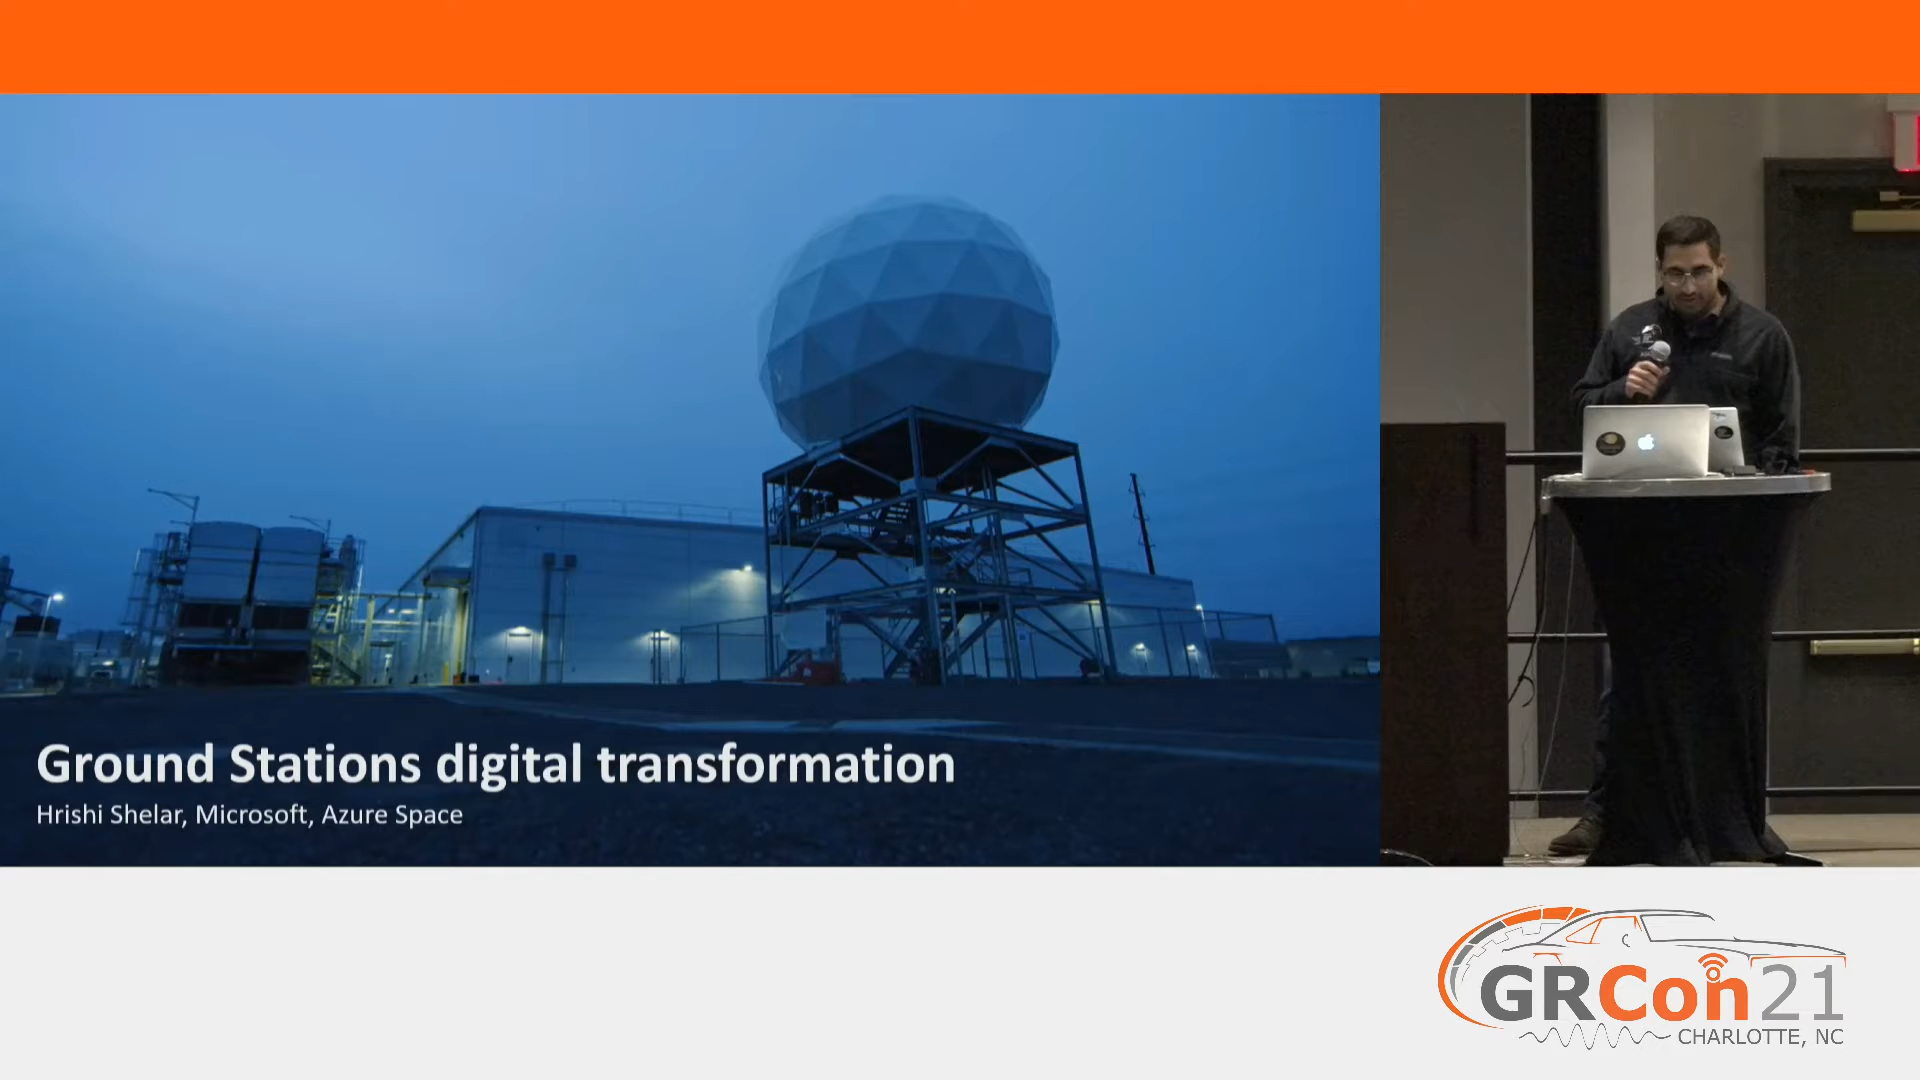 Ground Stations digital transformation
Hrishi Shelar, Microsoft, Azure Space
GRCon21
CHARLOTTE, NC